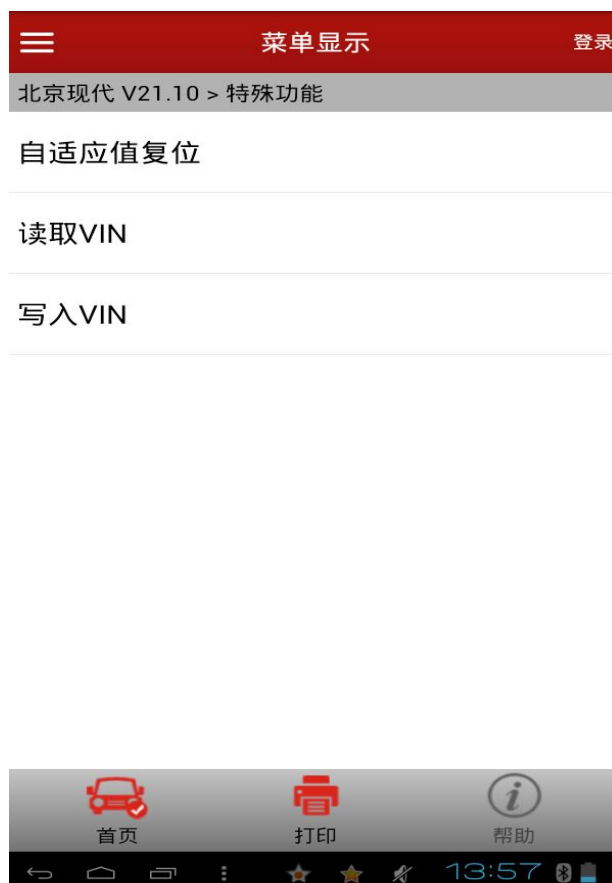 菜单显示
登录
北京现代 V21.10 > 特殊功能
自适应值复位
读取VIN
写入VIN
首页
打印
帮助
13:57